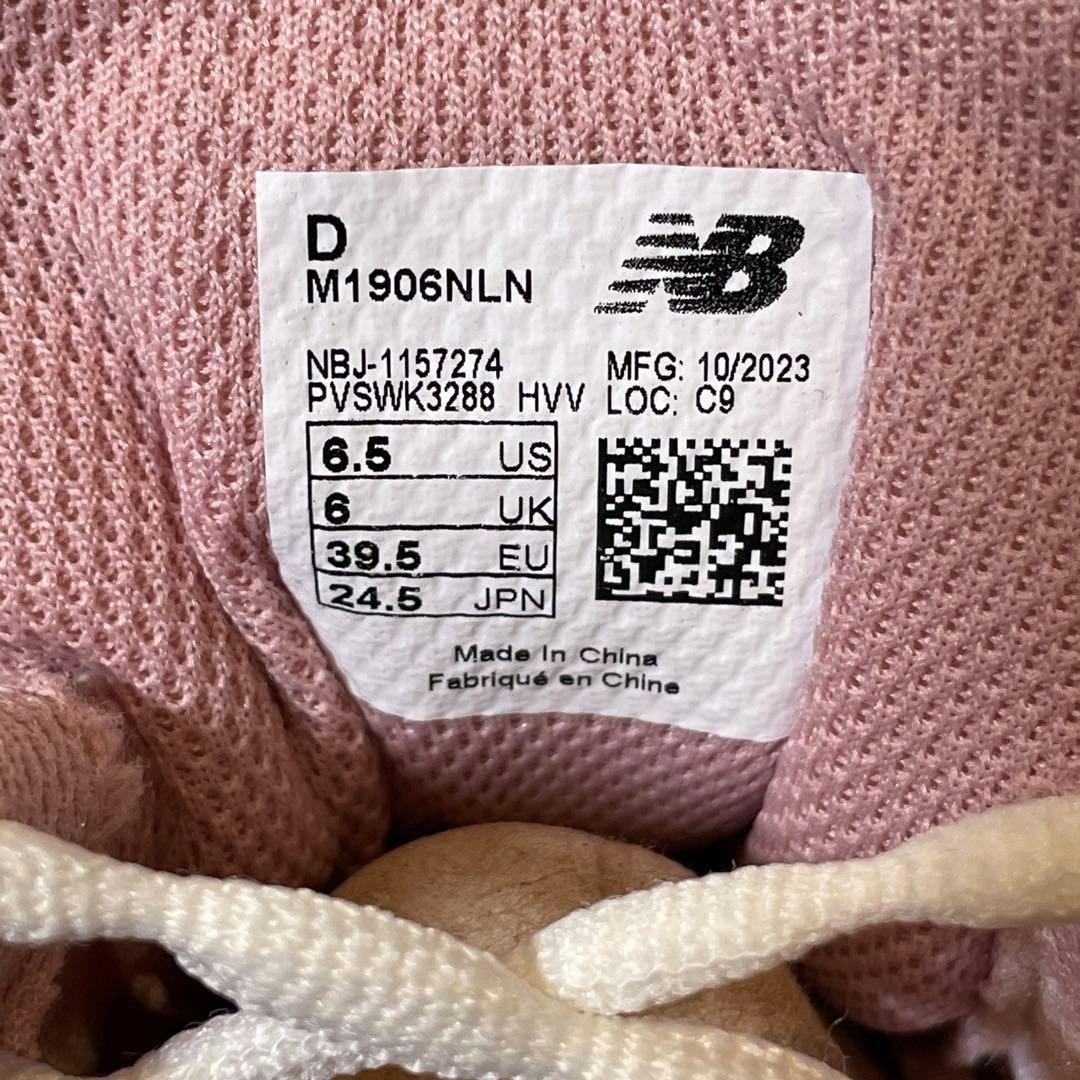 D
M1906NLN
NB
NBJ-1157274
PVSWK3288 HVV
MFG: 10/2023
LOC: C9
6.5 US
6 UK
39.5 EU
24.5 JPN
Made In China
Fabriqué en Chine